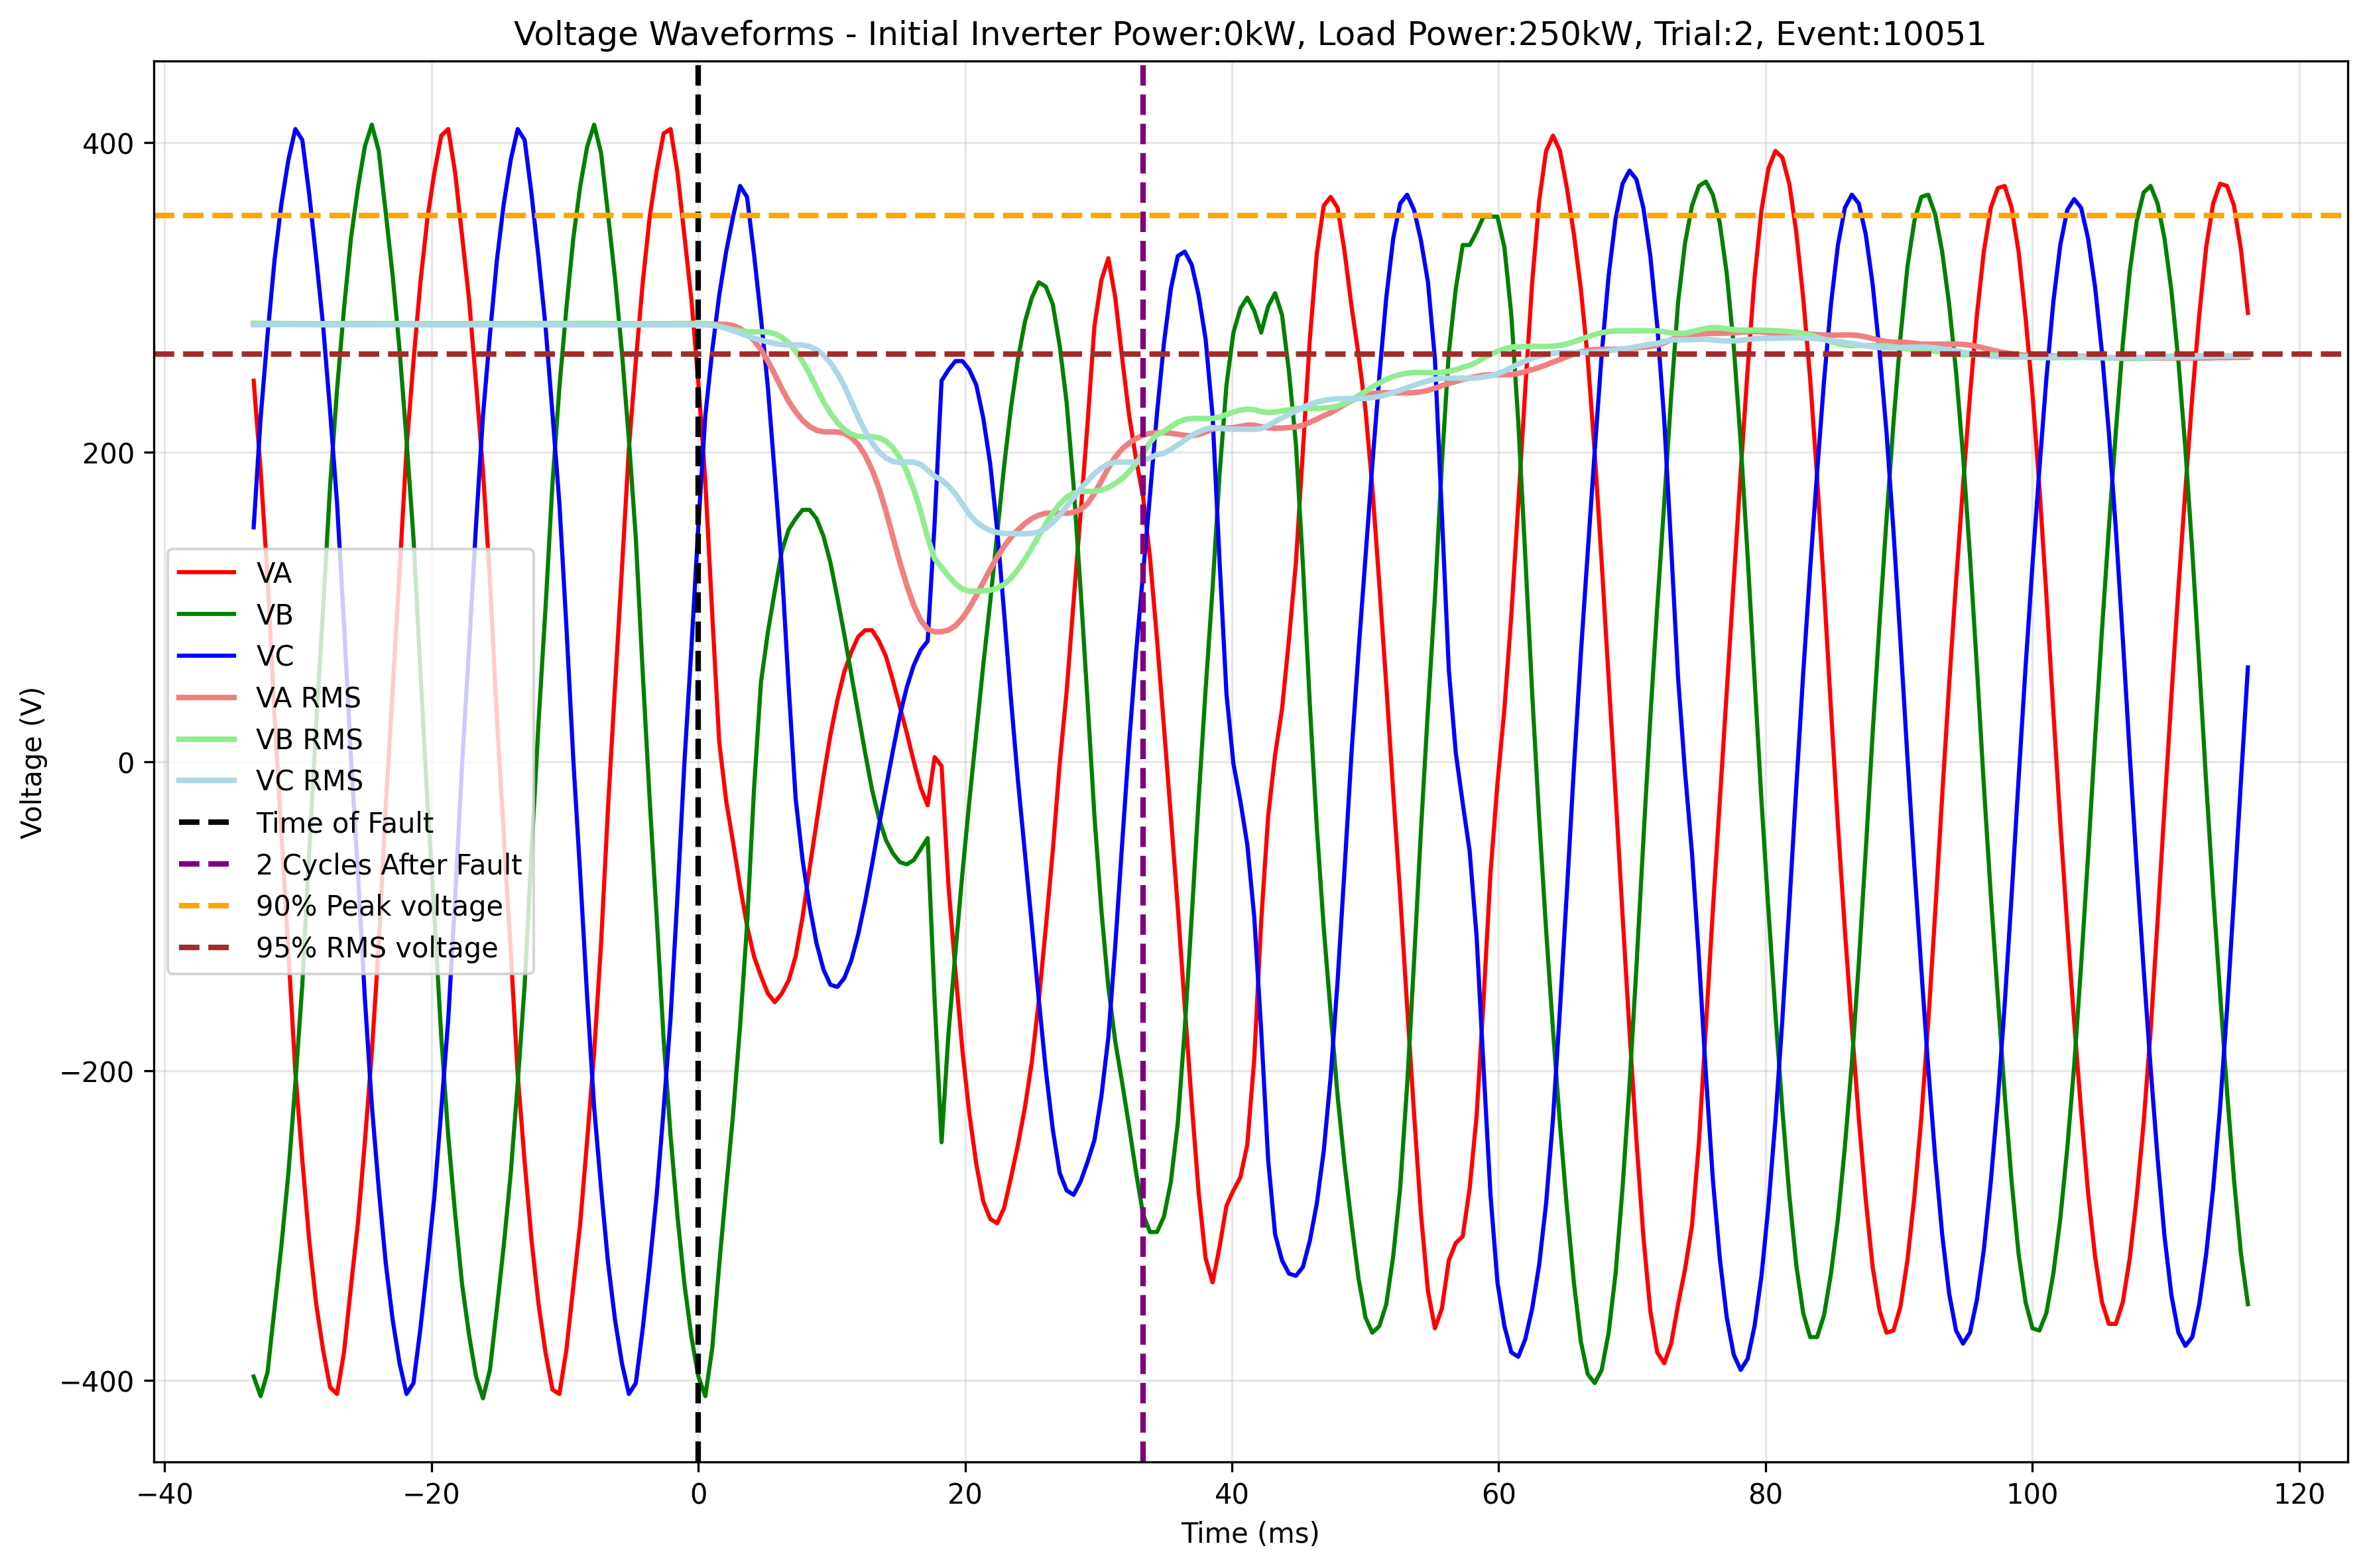 Voltage Waveforms - Initial Inverter Power:0kW, Load Power:250kW, Trial:2, Event:10051
Voltage (V)
400
200
0
−200
−400
VA
VB
VC
VA RMS
VB RMS
VC RMS
Time of Fault
2 Cycles After Fault
90% Peak voltage
95% RMS voltage
−40 −20 0 20 40 60 80 100 120
Time (ms)